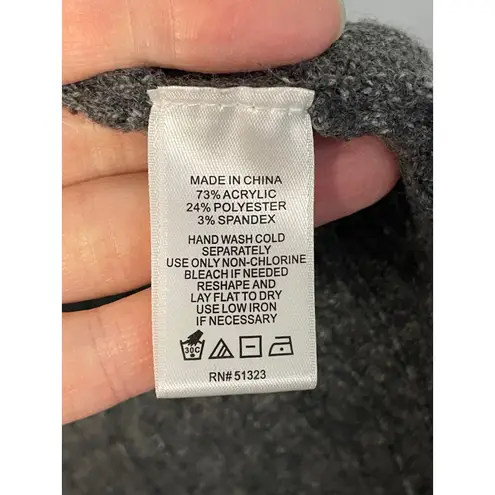 MADE IN CHINA
73% ACRYLIC
24% POLYESTER
3% SPANDEX
HAND WASH COLD
SEPARATELY
USE ONLY NON-CHLORINE
BLEACH IF NEEDED
RESHAPE AND
LAY FLAT TO DRY
USE LOW IRON
IF NECESSARY
30C
RN# 51323